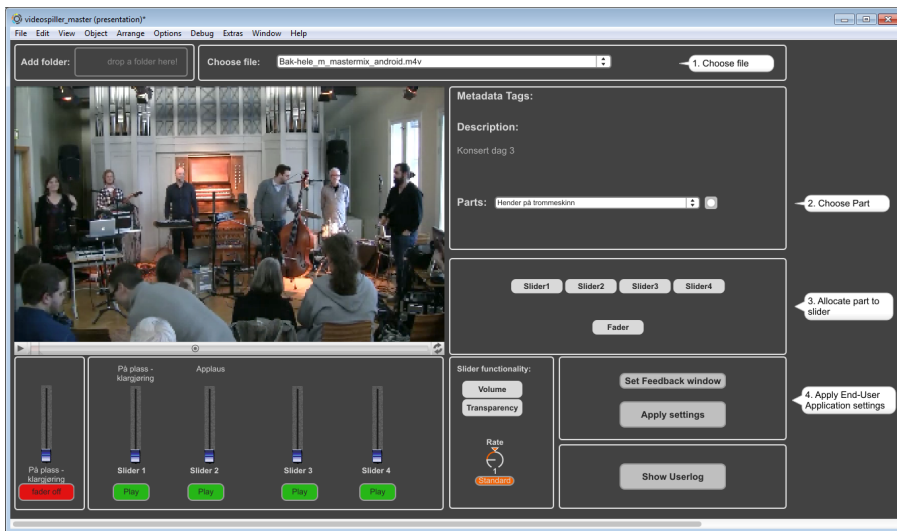 videospiller_master (presentation)*
File Edit View Object Arrange Options Debug Extras Window Help
Add folder:
drop a folder here!
Choose file:
Bak-hele_m_mastermix_android.m4v
1. Choose file
Metadata Tags:
Description:
Konsert dag 3
Parts:
Hender på trommeskinn
2. Choose Part
Slider1 Slider2 Slider3 Slider4
Fader
3. Allocate part to
slider
På plass -
klargjøring
Applaus
På plass -
klargjøring
fader off
Slider 1 Slider 2 Slider 3 Slider 4
Play Play Play Play
Slider functionality:
Volume
Transparency
Rate
1
Standard
Set Feedback window
Apply settings
4. Apply End-User
Application settings
Show Userlog